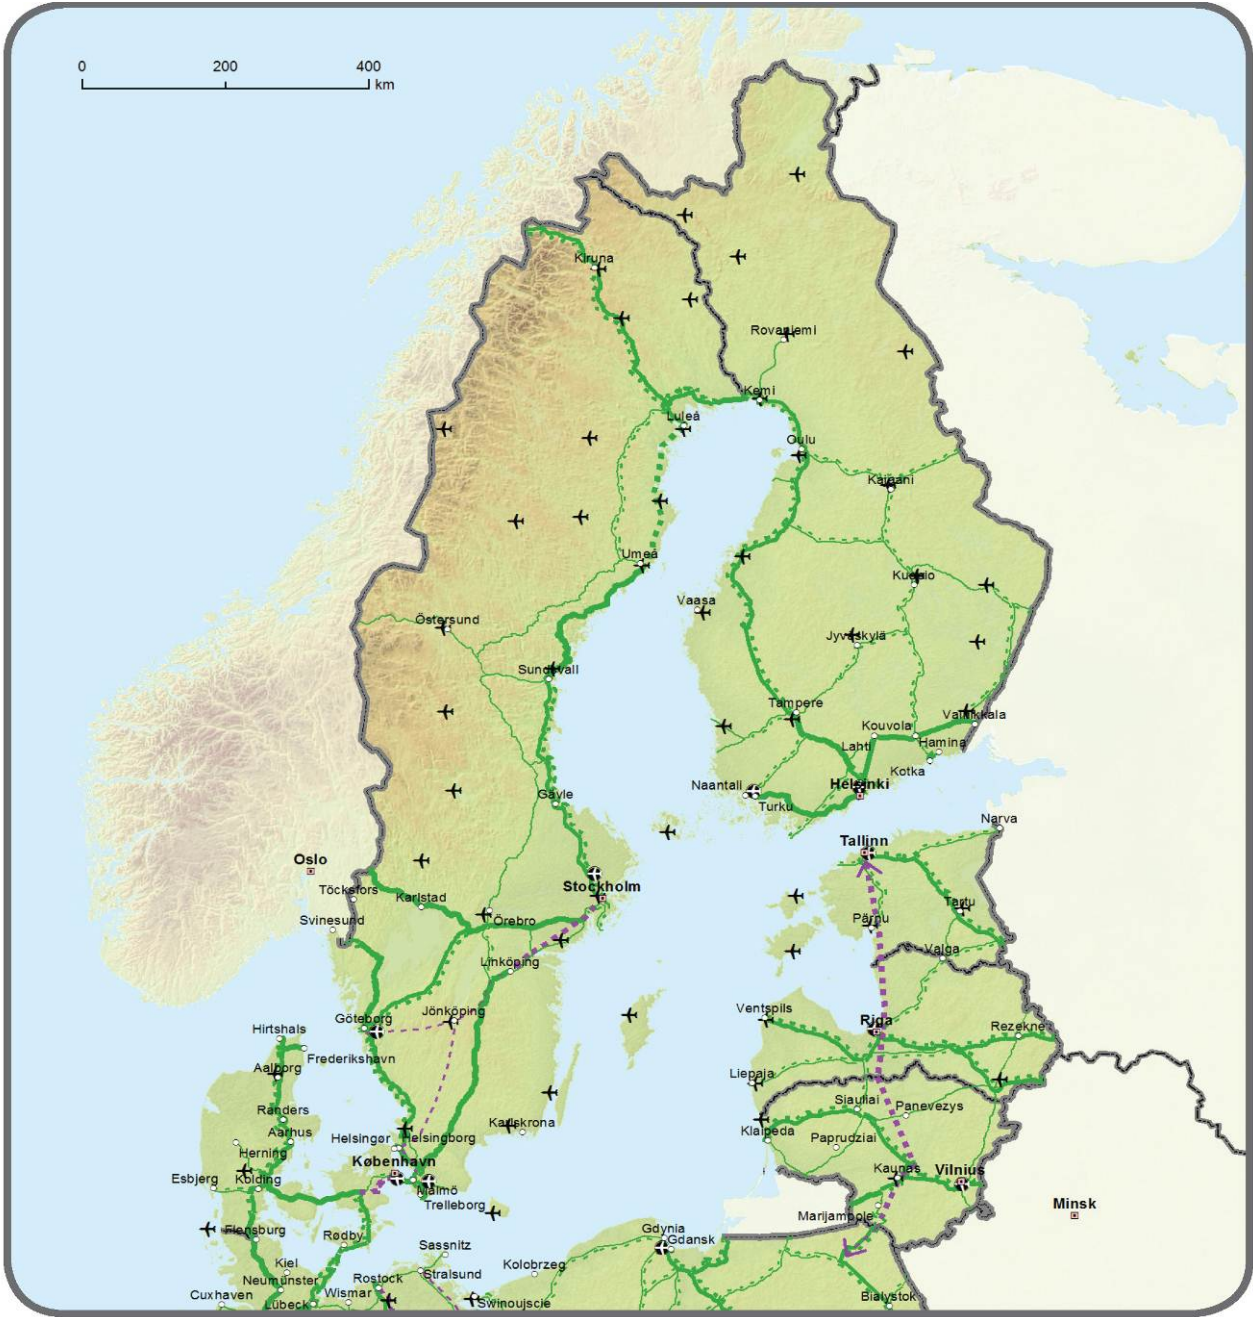 0 200 400
km
Kiruna
Rovaniemi
Kemi
Luleå
Oulu
Kajaani
Umeå
Kuopio
Vaasa
Östersund
Jyväskylä
Sundsvall
Tampere
Vainikkala
Kouvola
Lahti
Hamina
Kotka
Naantali
Helsinki
Turku
Gävle
Narva
Tallinn
Oslo
Stockholm
Töcksfors
Karlstad
Tartu
Örebro
Pärnu
Svinesund
Valga
Linköping
Ventspils
Jönköping
Göteborg
Riga
Rezekne
Hirtshals
Frederikshavn
Aalborg
Liepaja
Siauliai
Panevezys
Randers
Karlskrona
Klaipeda
Aarhus
Helsingør
Helsingborg
Paprudziai
Herning
København
Kaunas
Vilnius
Esbjerg
Kolding
Malmö
Trelleborg
Minsk
Marijampole
Flensburg
Gdynia
Gdansk
Rødby
Sassnitz
Kiel
Kolobrzeg
Neumünster
Rostock
Stralsund
Cuxhaven
Wismar
Lübeck
Swinoujscie
Bialystok